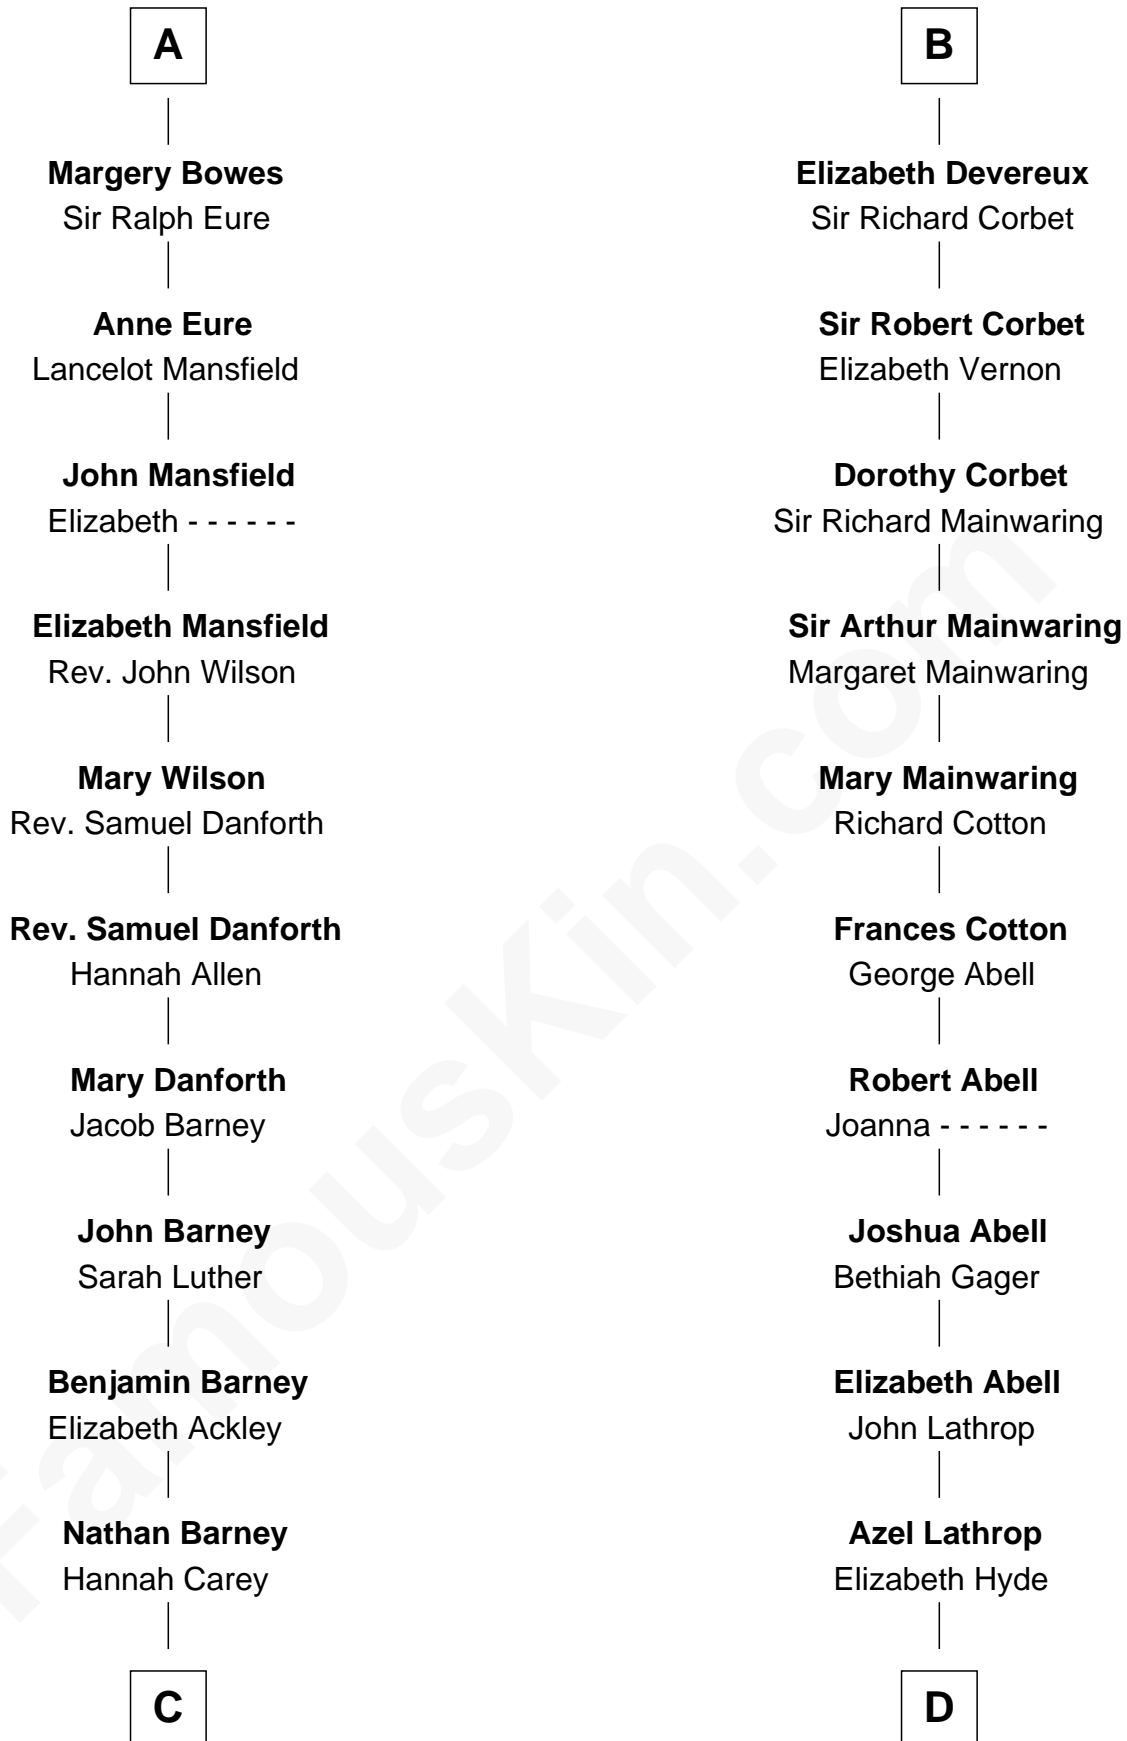 A
Margery Bowes
Sir Ralph Eure
Anne Eure
Lancelot Mansfield
John Mansfield
Elizabeth - - - - - -
Elizabeth Mansfield
Rev. John Wilson
Mary Wilson
Rev. Samuel Danforth
Rev. Samuel Danforth
Hannah Allen
Mary Danforth
Jacob Barney
John Barney
Sarah Luther
Benjamin Barney
Elizabeth Ackley
Nathan Barney
Hannah Carey
C
B
Elizabeth Devereux
Sir Richard Corbet
Sir Robert Corbet
Elizabeth Vernon
Dorothy Corbet
Sir Richard Mainwaring
Sir Arthur Mainwaring
Margaret Mainwaring
Mary Mainwaring
Richard Cotton
Frances Cotton
George Abell
Robert Abell
Joanna - - - - - -
Joshua Abell
Bethiah Gager
Elizabeth Abell
John Lathrop
Azel Lathrop
Elizabeth Hyde
D
FamousKin.com